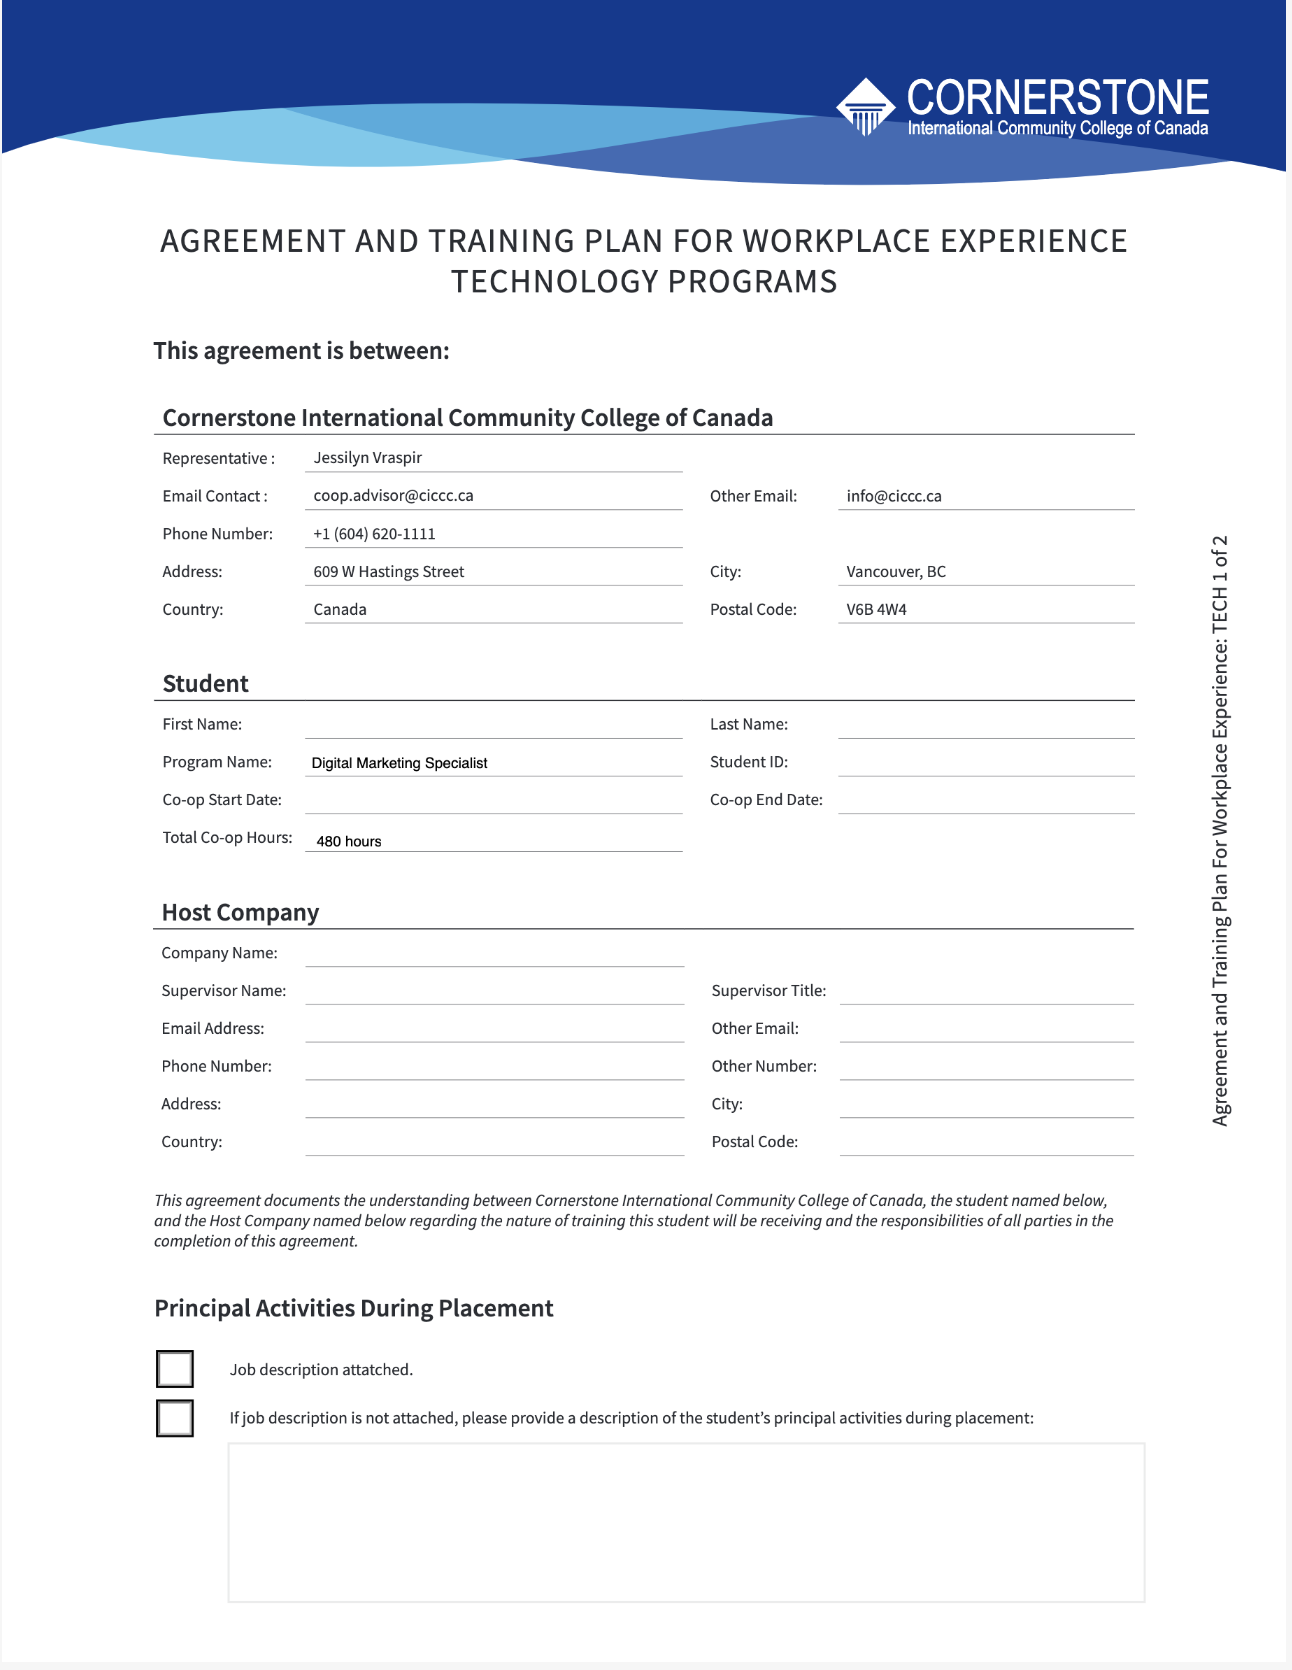 CORNERSTONE
International Community College of Canada
AGREEMENT AND TRAINING PLAN FOR WORKPLACE EXPERIENCE
TECHNOLOGY PROGRAMS
This agreement is between:
Cornerstone International Community College of Canada
Representative : Jessilyn Vraspir
Email Contact : coop.advisor@ciccc.ca Other Email: info@ciccc.ca
Phone Number: +1 (604) 620-1111
Address: 609 W Hastings Street City: Vancouver, BC
Country: Canada Postal Code: V6B 4W4
Student
First Name: Last Name:
Program Name: Digital Marketing Specialist Student ID:
Co-op Start Date: Co-op End Date:
Total Co-op Hours: 480 hours
Host Company
Company Name:
Supervisor Name: Supervisor Title:
Email Address: Other Email:
Phone Number: Other Number:
Address: City:
Country: Postal Code:
This agreement documents the understanding between Cornerstone International Community College of Canada, the student named below,
and the Host Company named below regarding the nature of training this student will be receiving and the responsibilities of all parties in the
completion of this agreement.
Principal Activities During Placement
Job description attatched.
If job description is not attached, please provide a description of the student's principal activities during placement:
Agreement and Training Plan For Workplace Experience: TECH 1 of 2